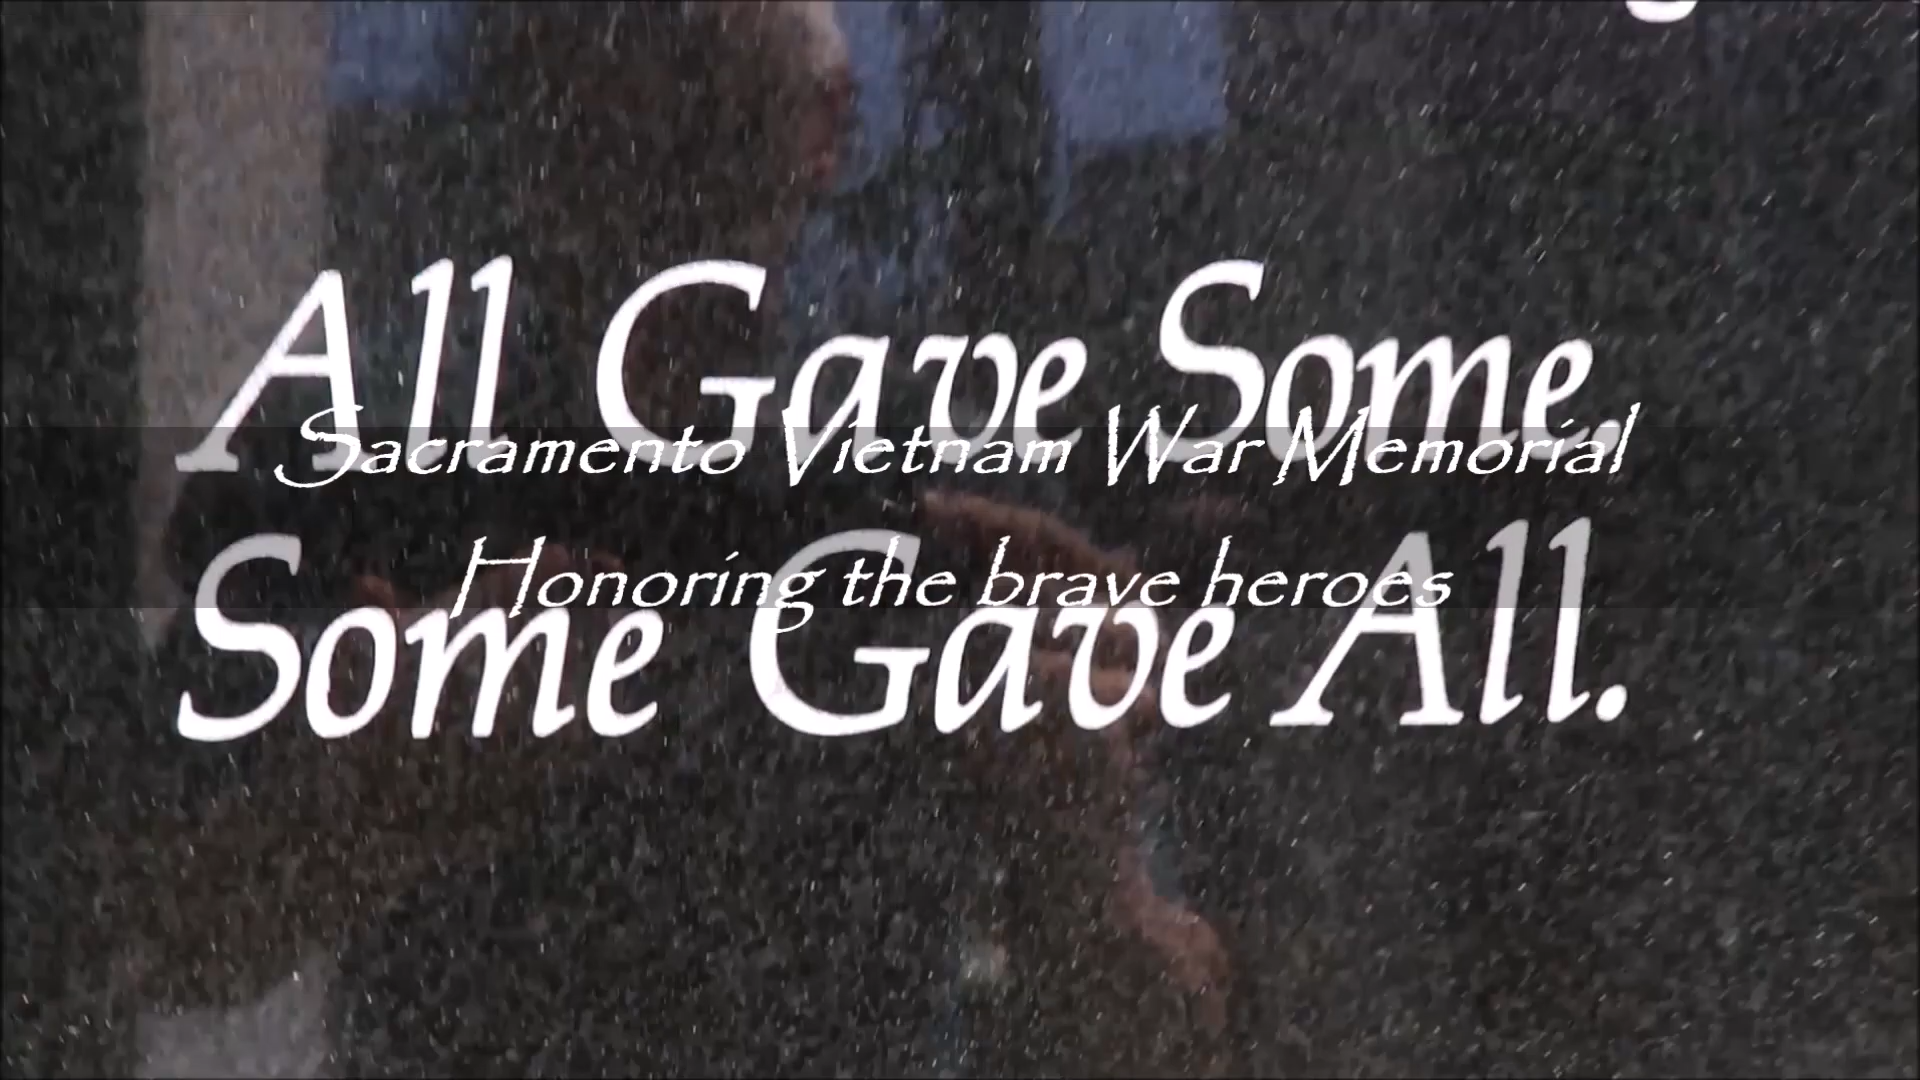 All Gave Some,
Sacramento Vietnam War Memorial
Honoring the brave heroes
Some Gave All.